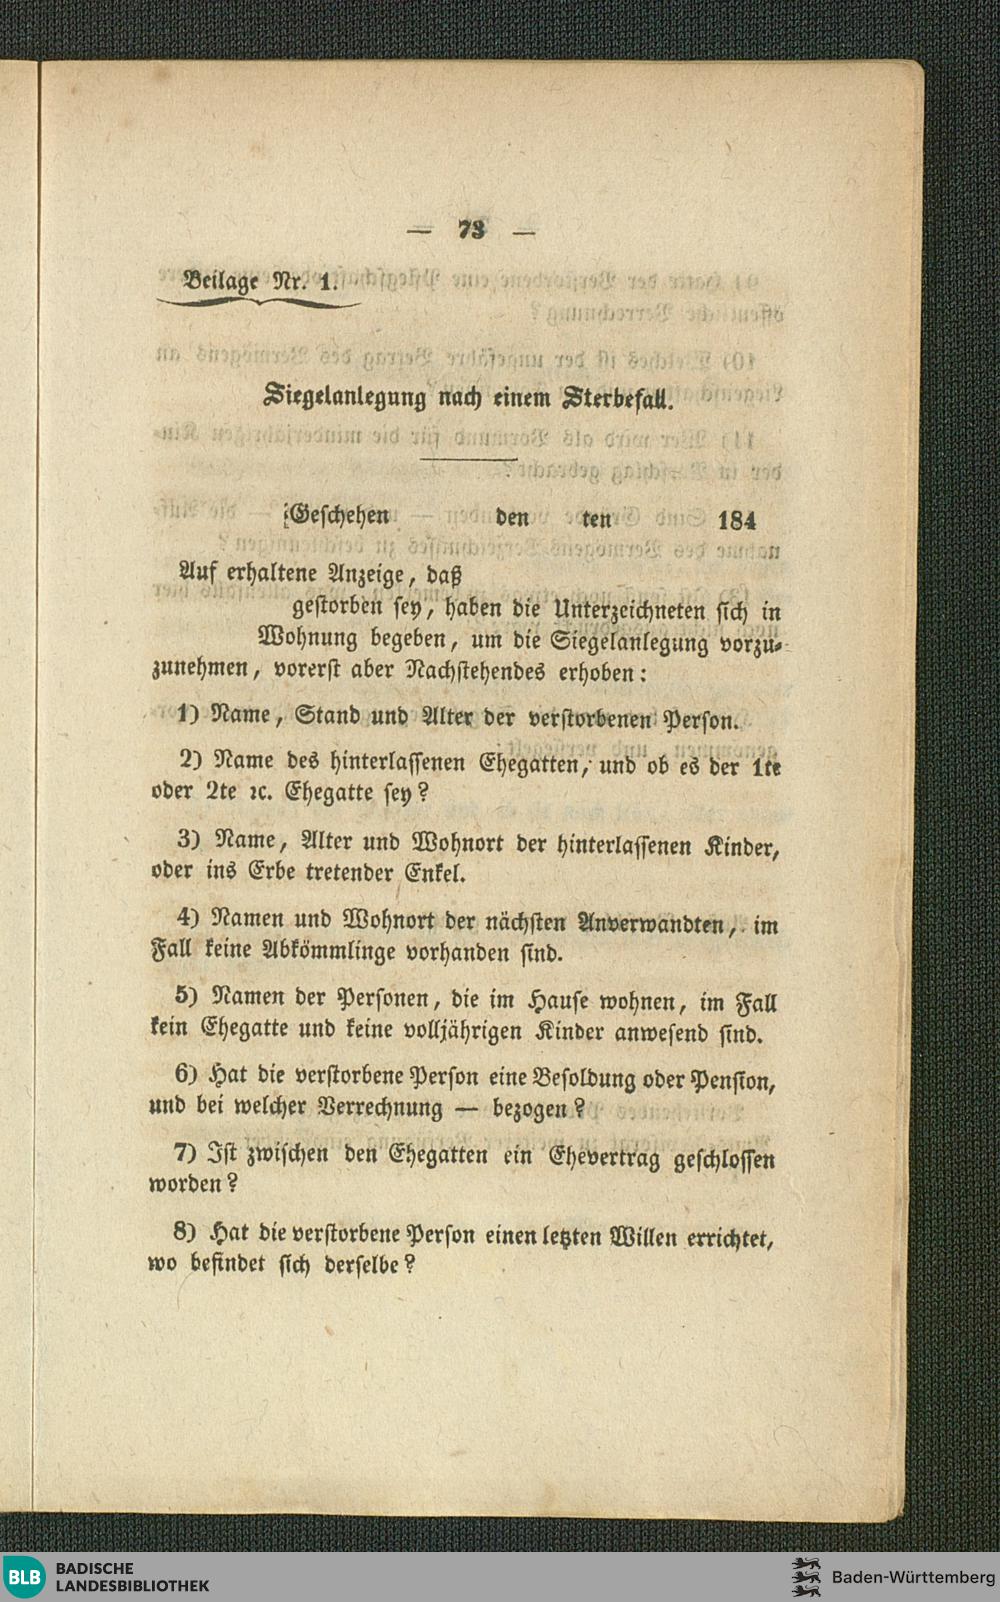 — 73 —
Beilage Nr. 1.
Siegelanlegung nach einem Sterbefall.
Geschehen den ten 184
Auf erhaltene Anzeige, daß
gestorben sey, haben die Unterzeichneten sich in
Wohnung begeben, um die Siegelanlegung vorzu-
zunehmen, vorerst aber Nachstehendes erhoben:
1) Name, Stand und Alter der verstorbenen Person.
2) Name des hinterlassenen Ehegatten, und ob es der 1te
oder 2te ꝛc. Ehegatte sey?
3) Name, Alter und Wohnort der hinterlassenen Kinder,
oder ins Erbe tretender Enkel.
4) Namen und Wohnort der nächsten Anverwandten, im
Fall keine Abkömmlinge vorhanden sind.
5) Namen der Personen, die im Hause wohnen, im Fall
kein Ehegatte und keine volljährigen Kinder anwesend sind.
6) Hat die verstorbene Person eine Besoldung oder Pension,
und bei welcher Verrechnung — bezogen?
7) Ist zwischen den Ehegatten ein Ehevertrag geschlossen
worden?
8) Hat die verstorbene Person einen letzten Willen errichtet,
wo befindet sich derselbe?
BLB BADISCHE
LANDESBIBLIOTHEK
Baden-Württemberg